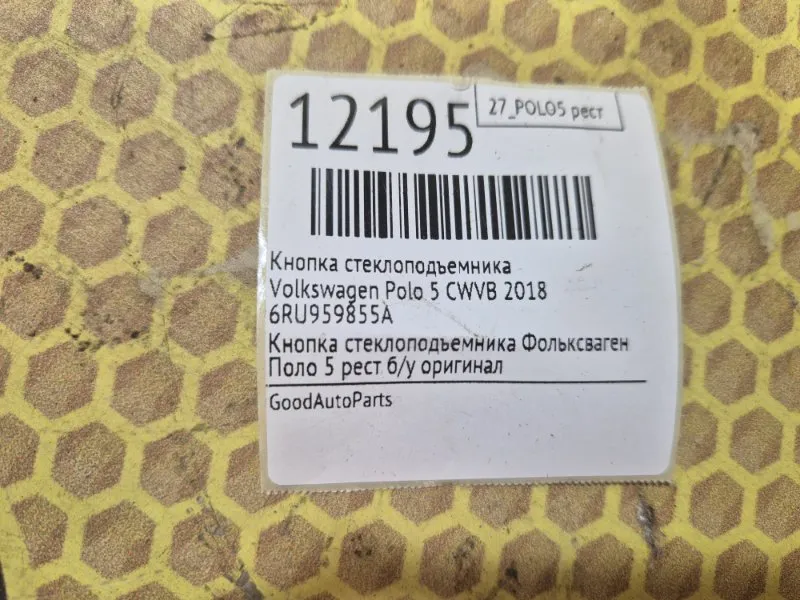 12195
27_POLO5 рест
Кнопка стеклоподъемника
Volkswagen Polo 5 CWVB 2018
6RU959855A
Кнопка стеклоподъемника Фольксваген
Поло 5 рест б/у оригинал
GoodAutoParts